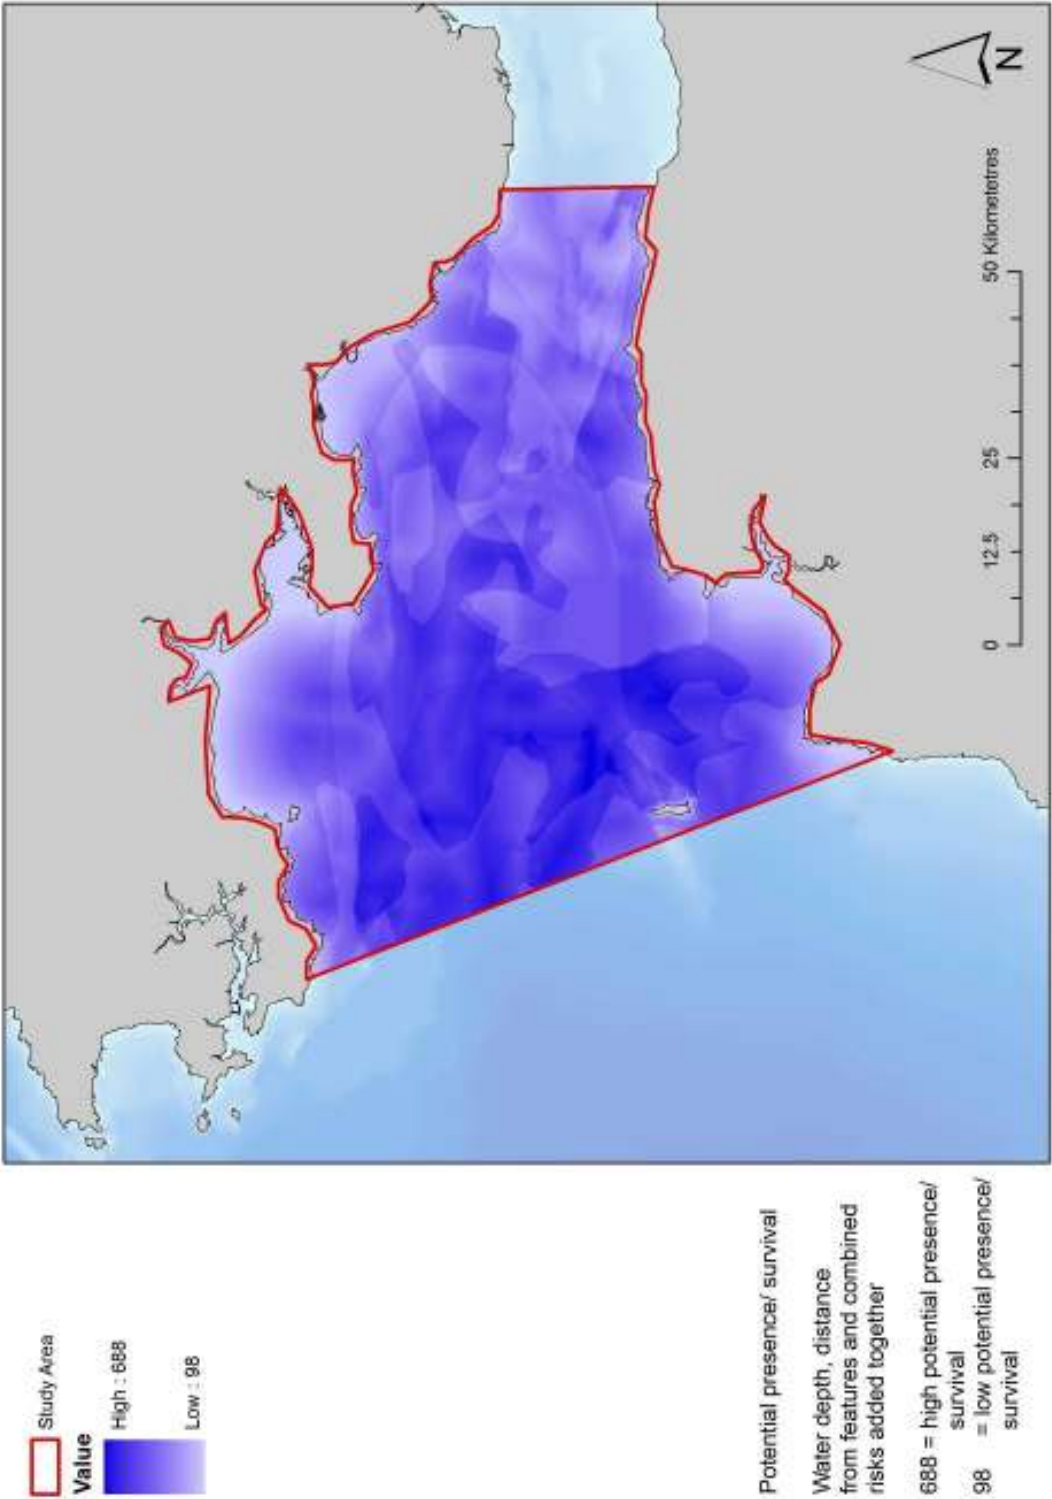 N
50 Kilometetres
25
12.5
0
Study Area
Value
High : 688
Low : 98
Potential presence/ survival
Water depth, distance
from features and combined
risks added together
688 = high potential presence/
survival
98 = low potential presence/
survival